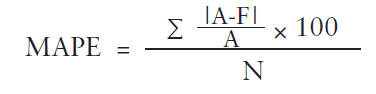 MAPE = Σ |A-F| / A × 100 / N